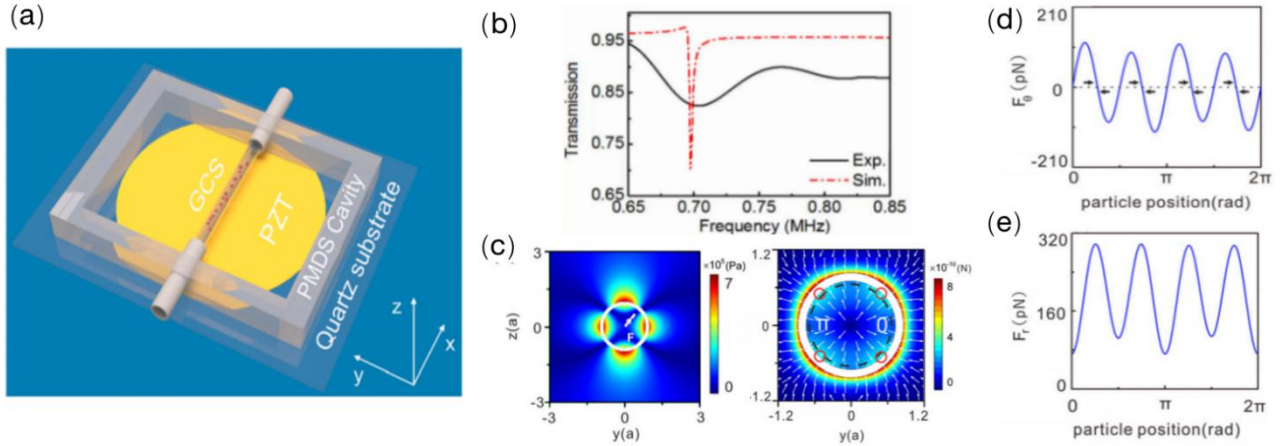 (a)
GCS
PZT
PMDS Cavity
Quartz substrate
z
x
y
(b)
Transmission
0.95
0.85
0.75
0.65
Exp.
Sim.
0.65 0.70 0.75 0.80 0.85
Frequency (MHz)
(c)
z(a)
3
0
-3
-3 0 3
y(a)
F
×10⁵(Pa)
7
0
1.2
0
-1.2
-1.2 0 1.2
y(a)
π
0
(N)
8
4
0
(d)
F_θ (pN)
210
0
-210
0 π 2π
particle position(rad)
(e)
F_r(pN)
320
160
0
0 π 2π
particle position(rad)